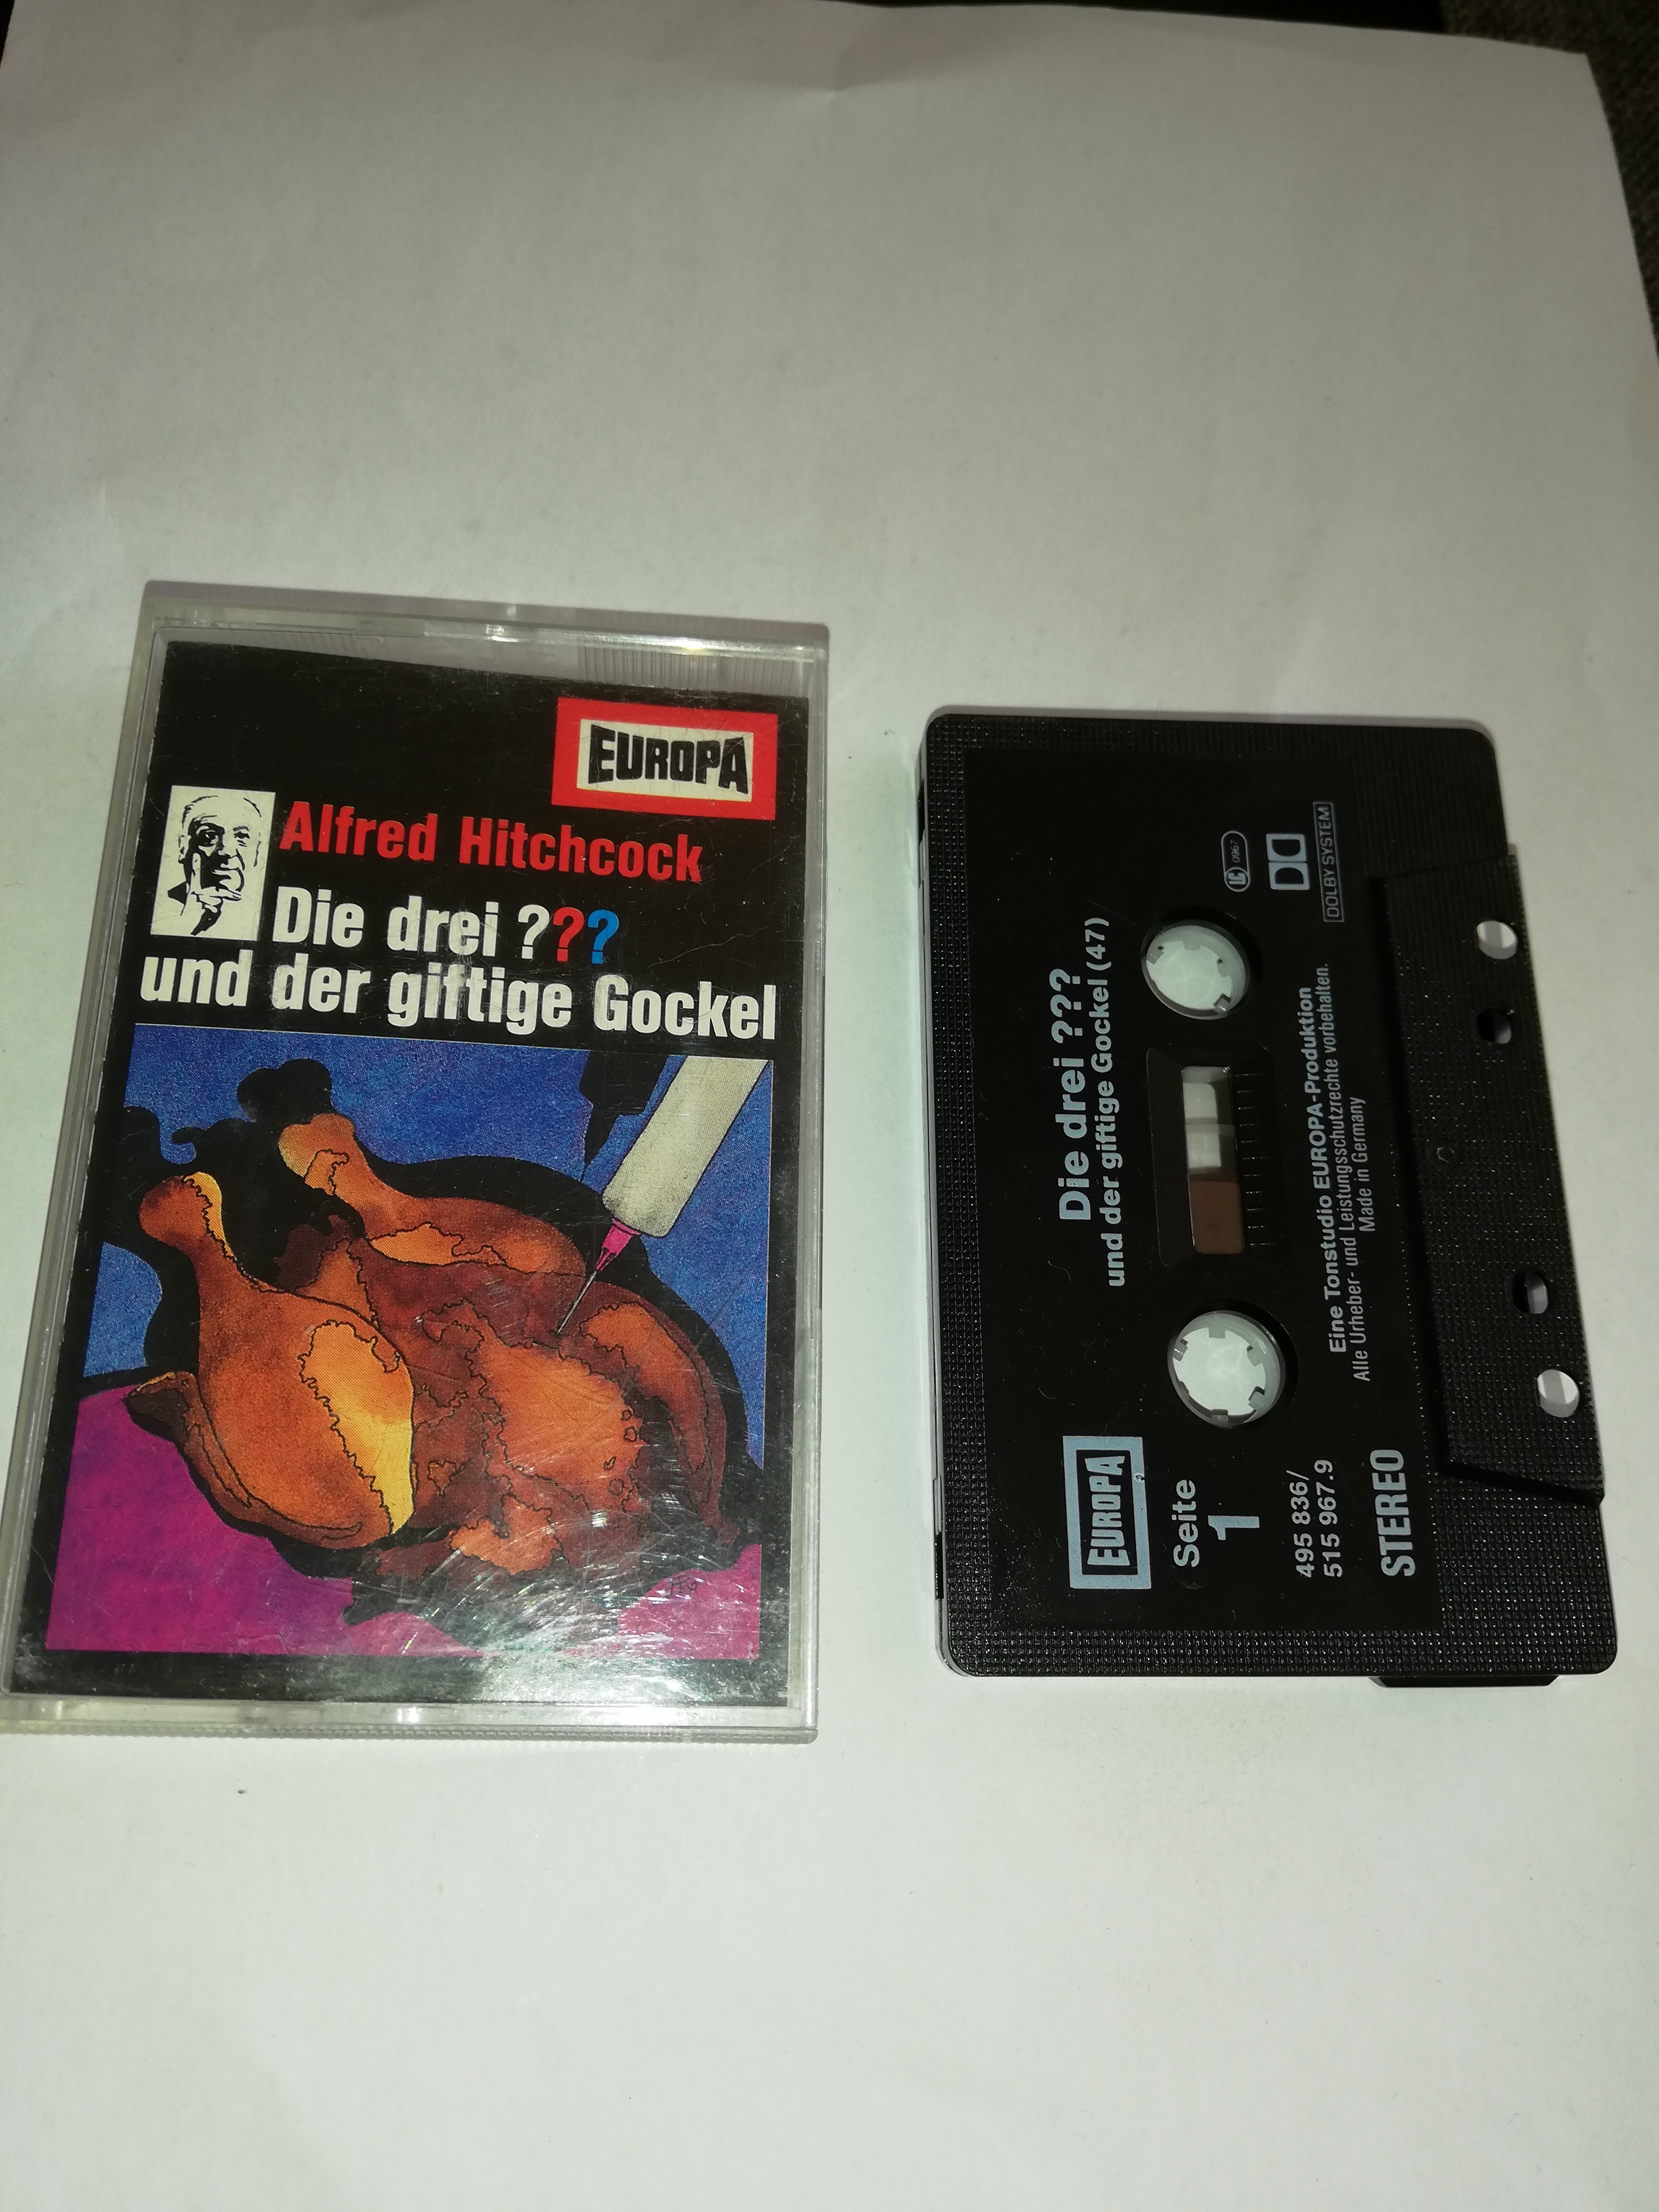 EUROPA
Alfred Hitchcock
Die drei ???
und der giftige Gockel
Die drei ???
und der giftige Gockel (47)
EUROPA
Seite
1
LC 0967
DOLBY SYSTEM
495 836/
515 967.9
STEREO
Eine Tonstudio EUROPA-Produktion
Alle Urheber- und Leistungsschutzrechte vorbehalten.
Made in Germany